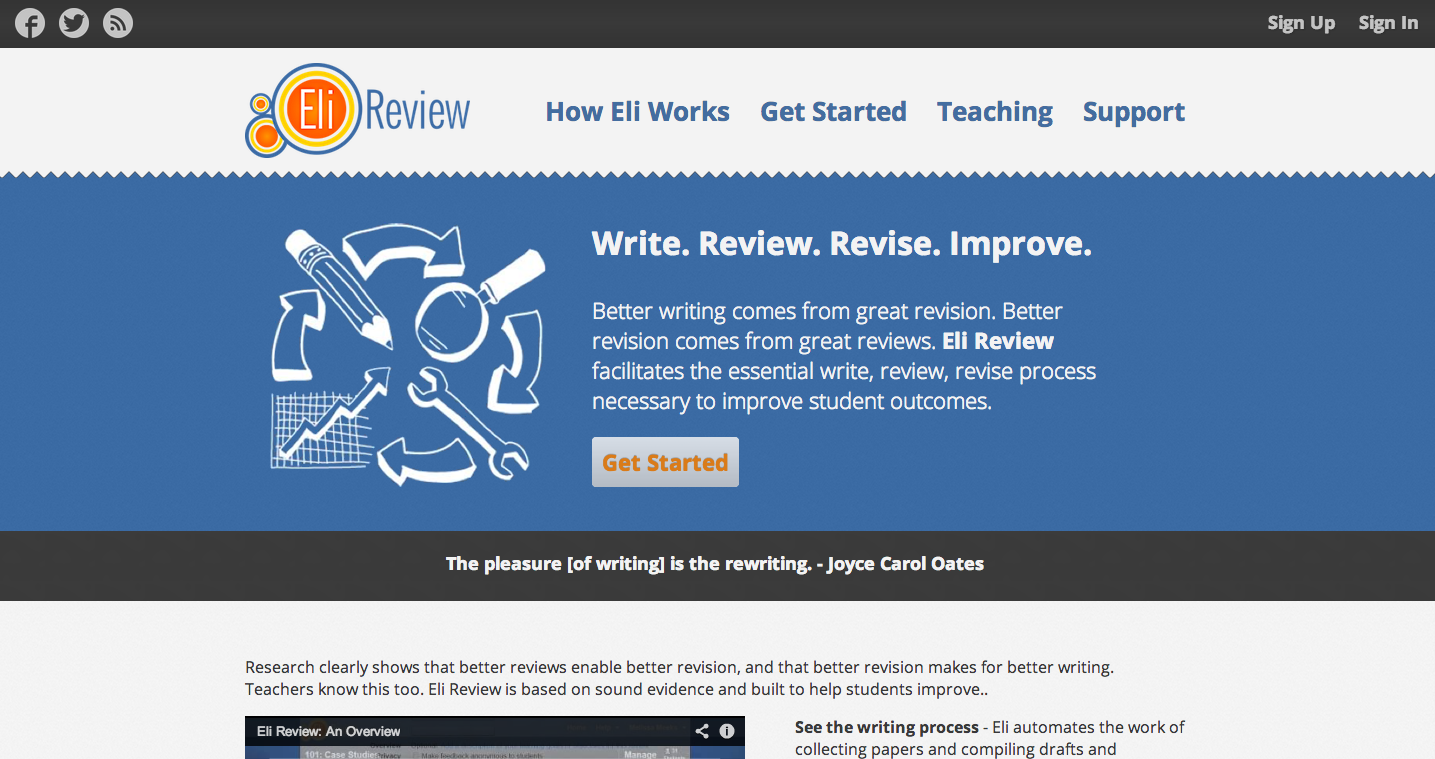 Sign Up Sign In
Eli Review
How Eli Works Get Started Teaching Support
Write. Review. Revise. Improve.
Better writing comes from great revision. Better
revision comes from great reviews. Eli Review
facilitates the essential write, review, revise process
necessary to improve student outcomes.
Get Started
The pleasure [of writing] is the rewriting. - Joyce Carol Oates
Research clearly shows that better reviews enable better revision, and that better revision makes for better writing.
Teachers know this too. Eli Review is based on sound evidence and built to help students improve..
Eli Review: An Overview
101: Case Studies
Make feedback anonymous to students
Manage
See the writing process - Eli automates the work of
collecting papers and compiling drafts and